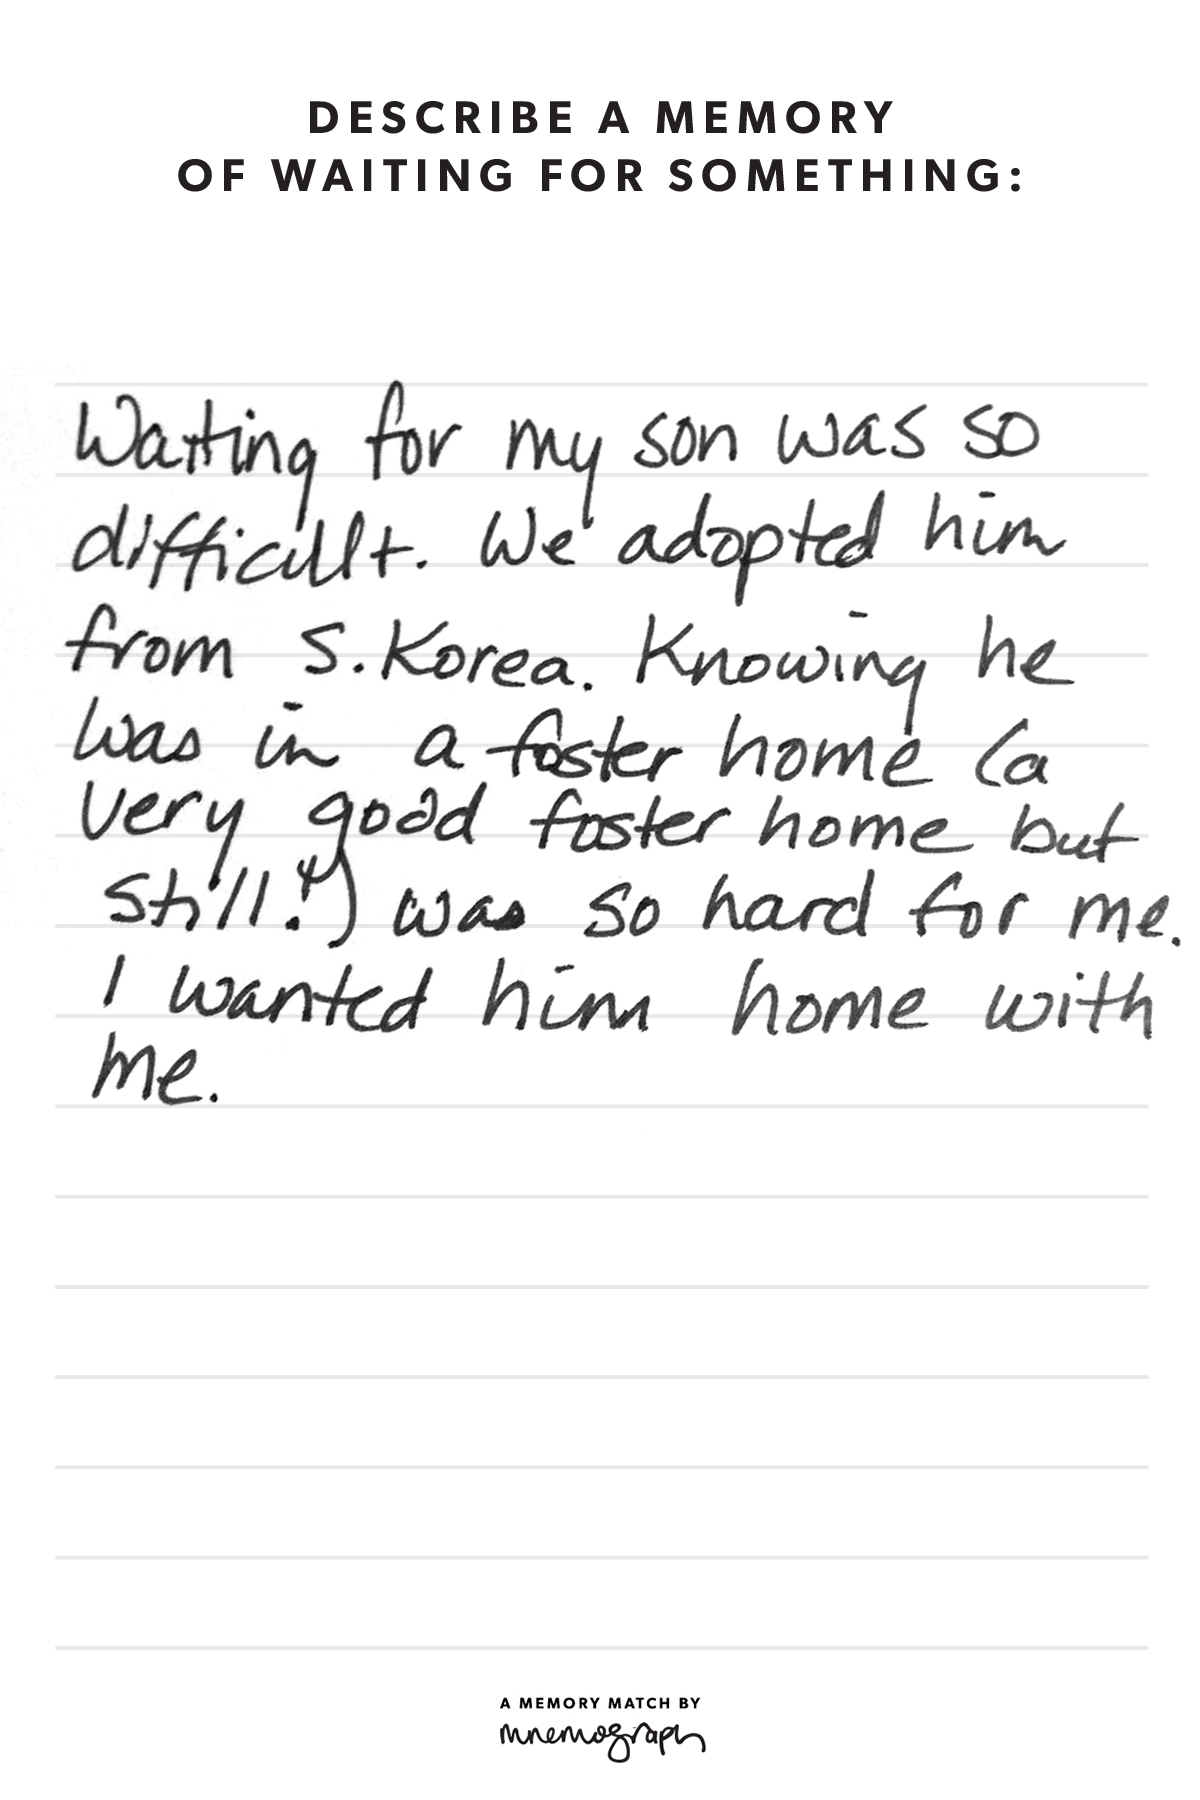 DESCRIBE A MEMORY
OF WAITING FOR SOMETHING:
Waiting for my son was so
difficult. We adopted him
from S. Korea. Knowing he
was in a foster home (a
very good foster home but
still!) was so hard for me.
I wanted him home with
me.
A MEMORY MATCH BY
mnemograph